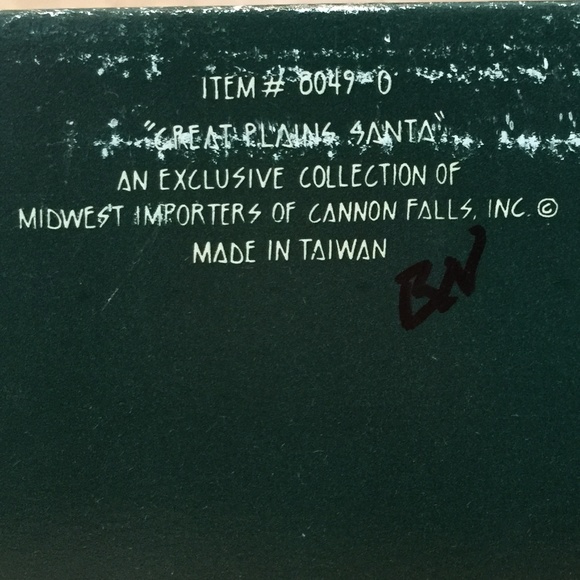 ITEM # 8049-0
"GREAT PLAINS SANTA"
AN EXCLUSIVE COLLECTION OF
MIDWEST IMPORTERS OF CANNON FALLS, INC. ©
MADE IN TAIWAN
BN